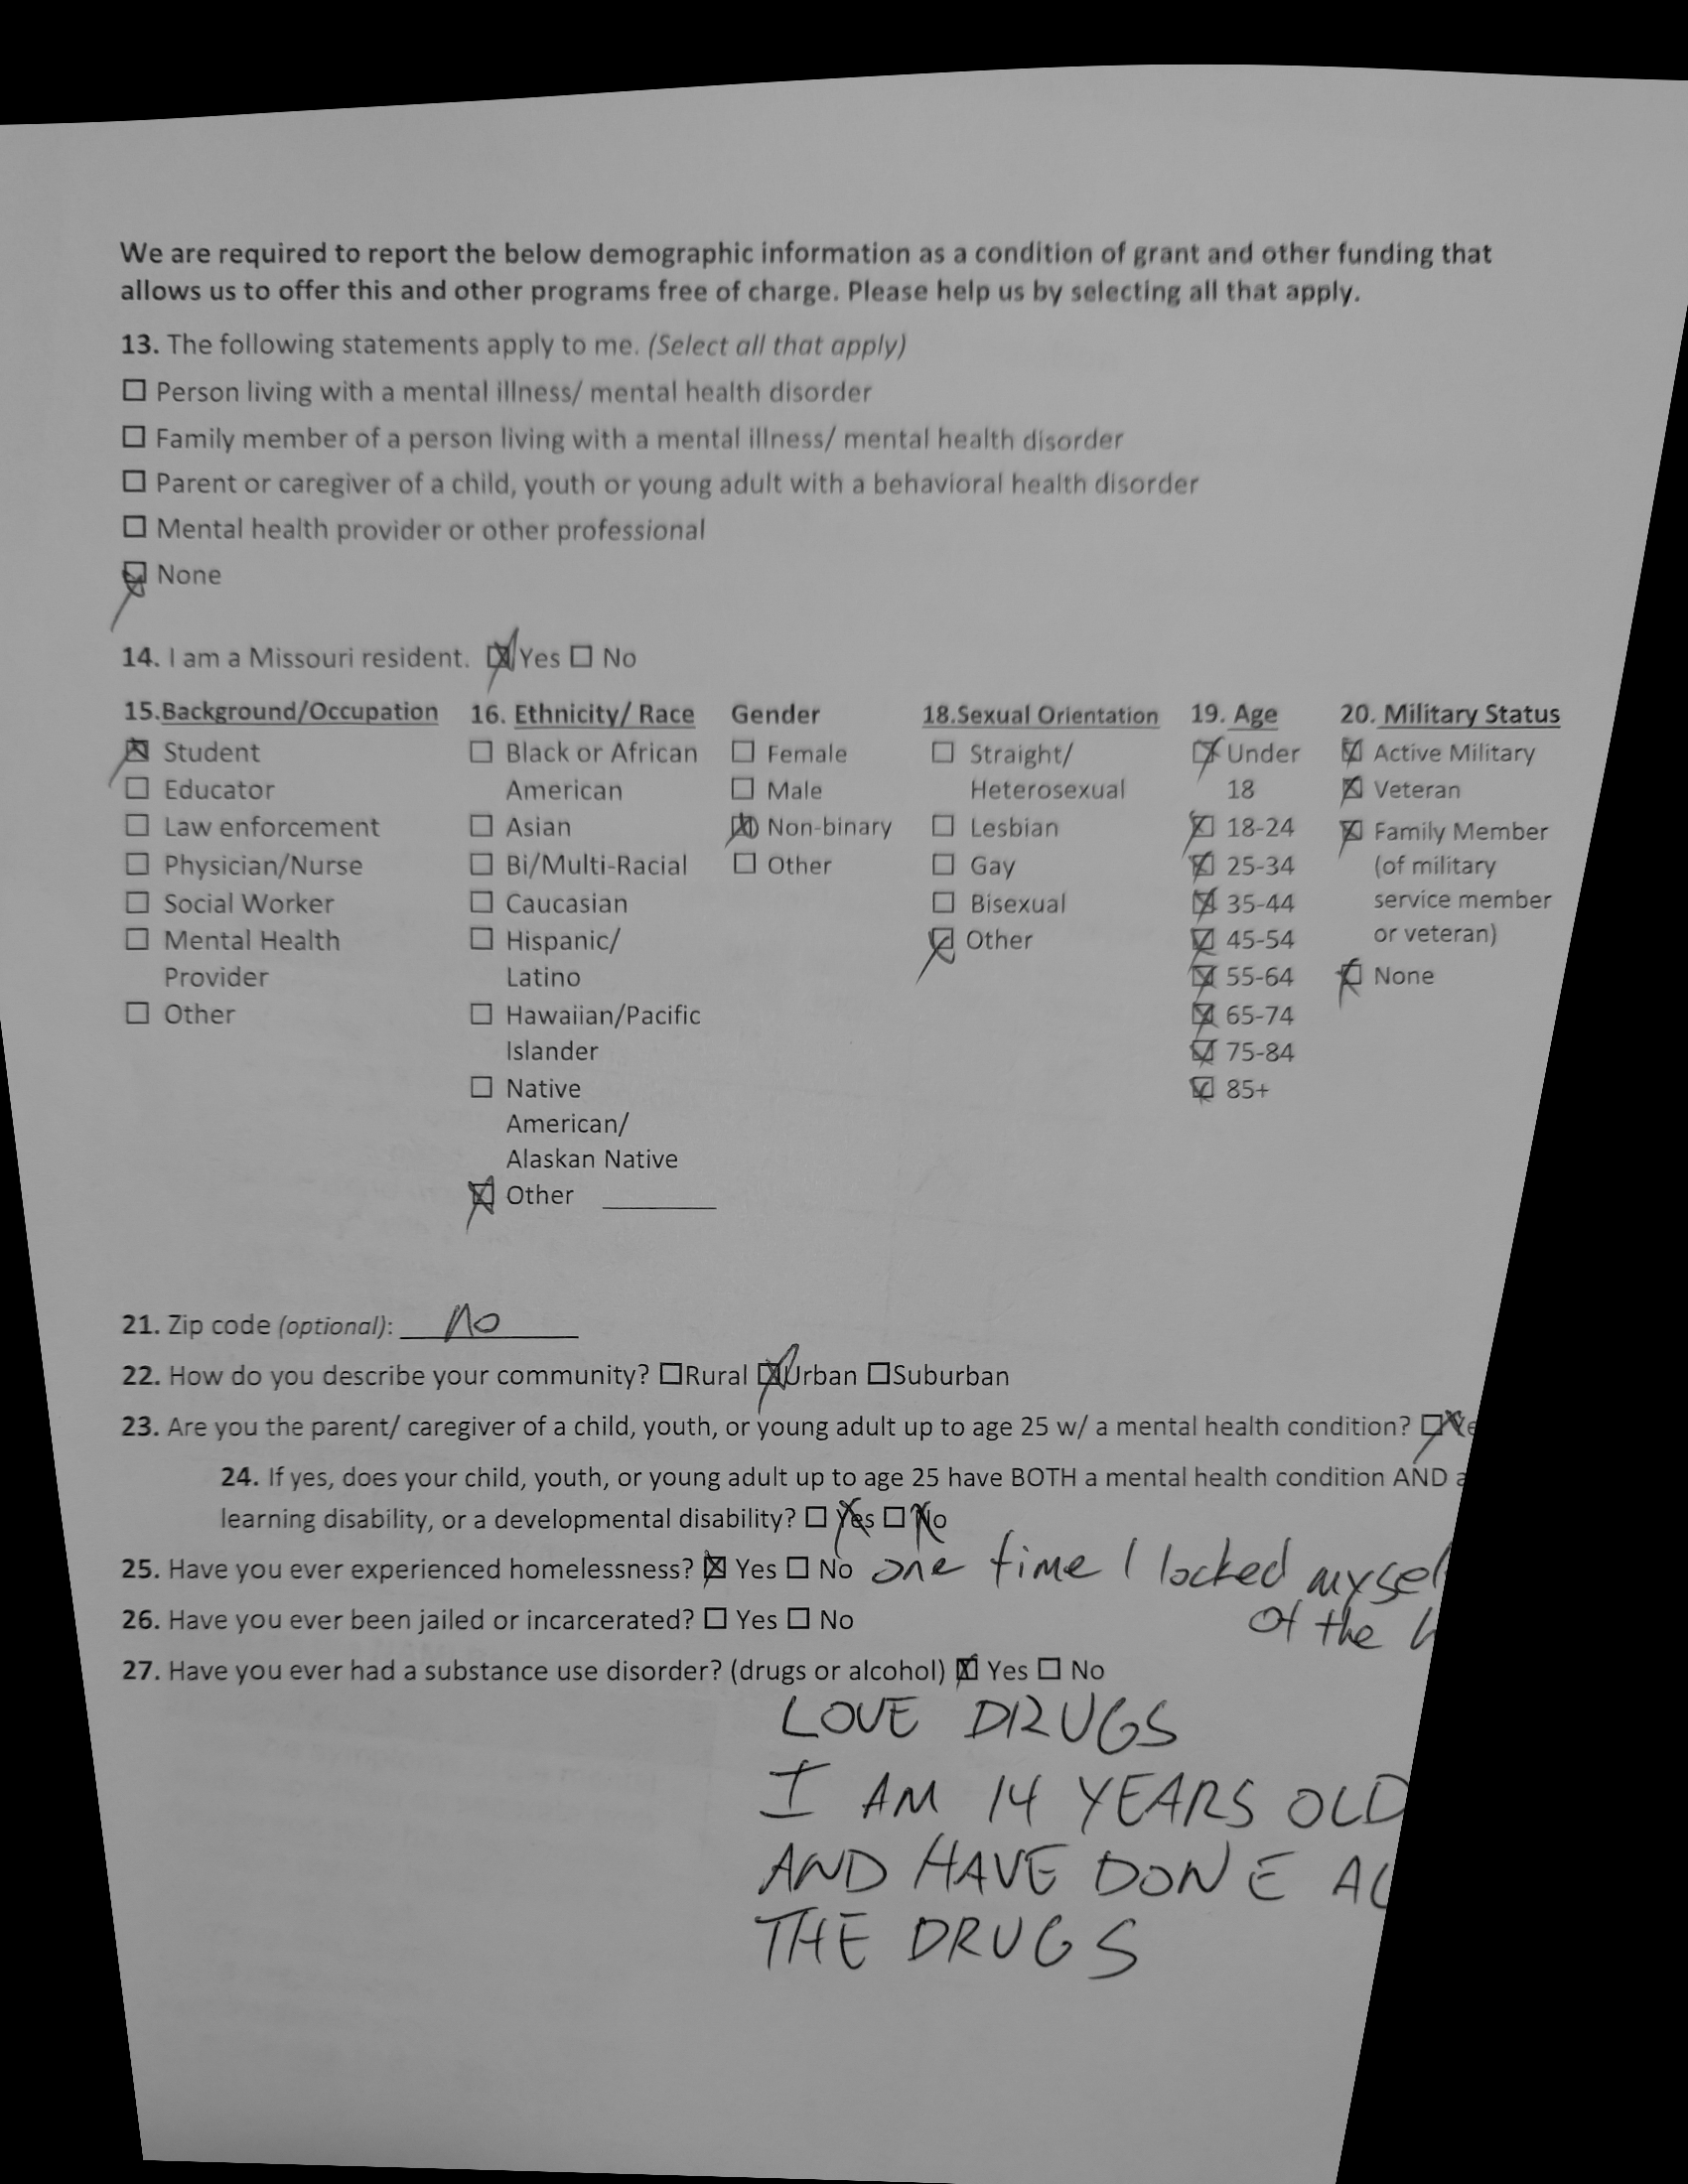 We are required to report the below demographic information as a condition of grant and other funding that
allows us to offer this and other programs free of charge. Please help us by selecting all that apply.
13. The following statements apply to me. (Select all that apply)
☐ Person living with a mental illness/ mental health disorder
☐ Family member of a person living with a mental illness/ mental health disorder
☐ Parent or caregiver of a child, youth or young adult with a behavioral health disorder
☐ Mental health provider or other professional
☒ None
14. I am a Missouri resident. ☒ Yes ☐ No
15.Background/Occupation
☒ Student
☐ Educator
☐ Law enforcement
☐ Physician/Nurse
☐ Social Worker
☐ Mental Health
Provider
☐ Other
16. Ethnicity/ Race
☐ Black or African
American
☐ Asian
☐ Bi/Multi-Racial
☐ Caucasian
☐ Hispanic/
Latino
☐ Hawaiian/Pacific
Islander
☐ Native
American/
Alaskan Native
☒ Other
Gender
☐ Female
☐ Male
☒ Non-binary
☐ Other
18.Sexual Orientation
☐ Straight/
Heterosexual
☐ Lesbian
☐ Gay
☐ Bisexual
☒ Other
19. Age
☒ Under
18
☒ 18-24
☒ 25-34
☒ 35-44
☒ 45-54
☒ 55-64
☒ 65-74
☒ 75-84
☒ 85+
20. Military Status
☒ Active Military
☒ Veteran
☒ Family Member
(of military
service member
or veteran)
☒ None
21. Zip code (optional): no
22. How do you describe your community? ☐Rural ☒Urban ☐Suburban
23. Are you the parent/ caregiver of a child, youth, or young adult up to age 25 w/ a mental health condition? ☐
24. If yes, does your child, youth, or young adult up to age 25 have BOTH a mental health condition AND
learning disability, or a developmental disability? ☐ Yes ☐ No
25. Have you ever experienced homelessness? ☒ Yes ☐ No one time I locked mysel
of the
26. Have you ever been jailed or incarcerated? ☐ Yes ☐ No
27. Have you ever had a substance use disorder? (drugs or alcohol) ☒ Yes ☐ No
LOVE DRUGS
I AM 14 YEARS OLD
AND HAVE DONE
THE DRUGS